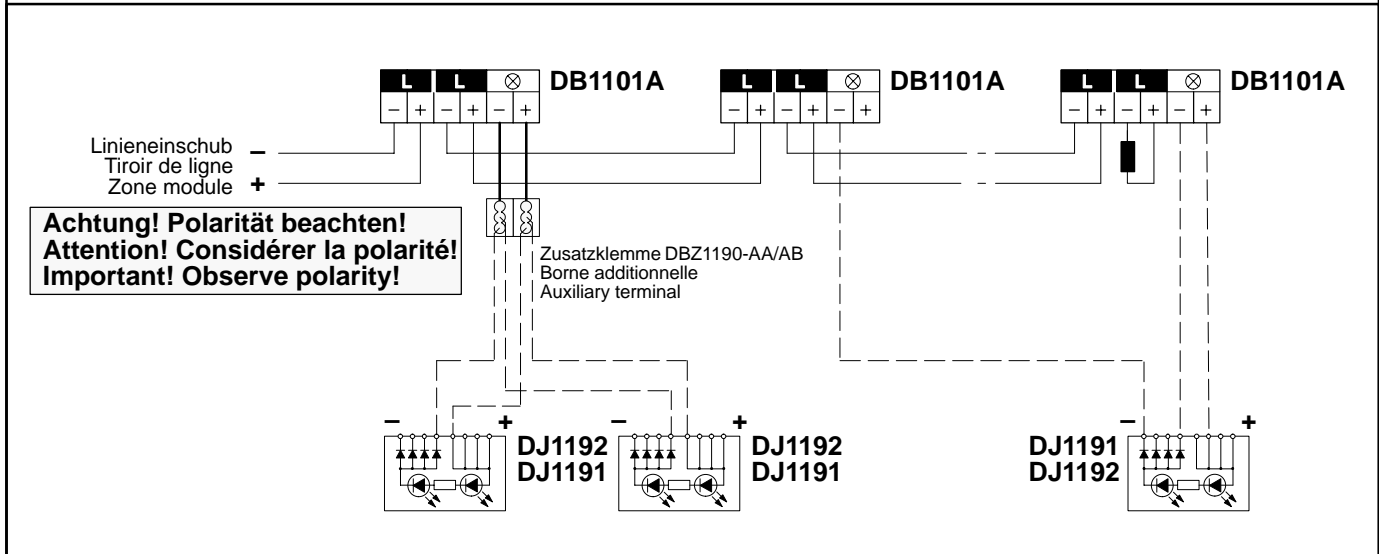 L L ⊗ DB1101A
− + − + − +
L L ⊗ DB1101A
− + − + − +
L L ⊗ DB1101A
− + − + − +
Linieneinschub −
Tiroir de ligne
Zone module +
Achtung! Polarität beachten!
Attention! Considérer la polarité!
Important! Observe polarity!
Zusatzklemme DBZ1190-AA/AB
Borne additionnelle
Auxiliary terminal
− +
DJ1192
DJ1191
− +
DJ1192
DJ1191
− +
DJ1191
DJ1192